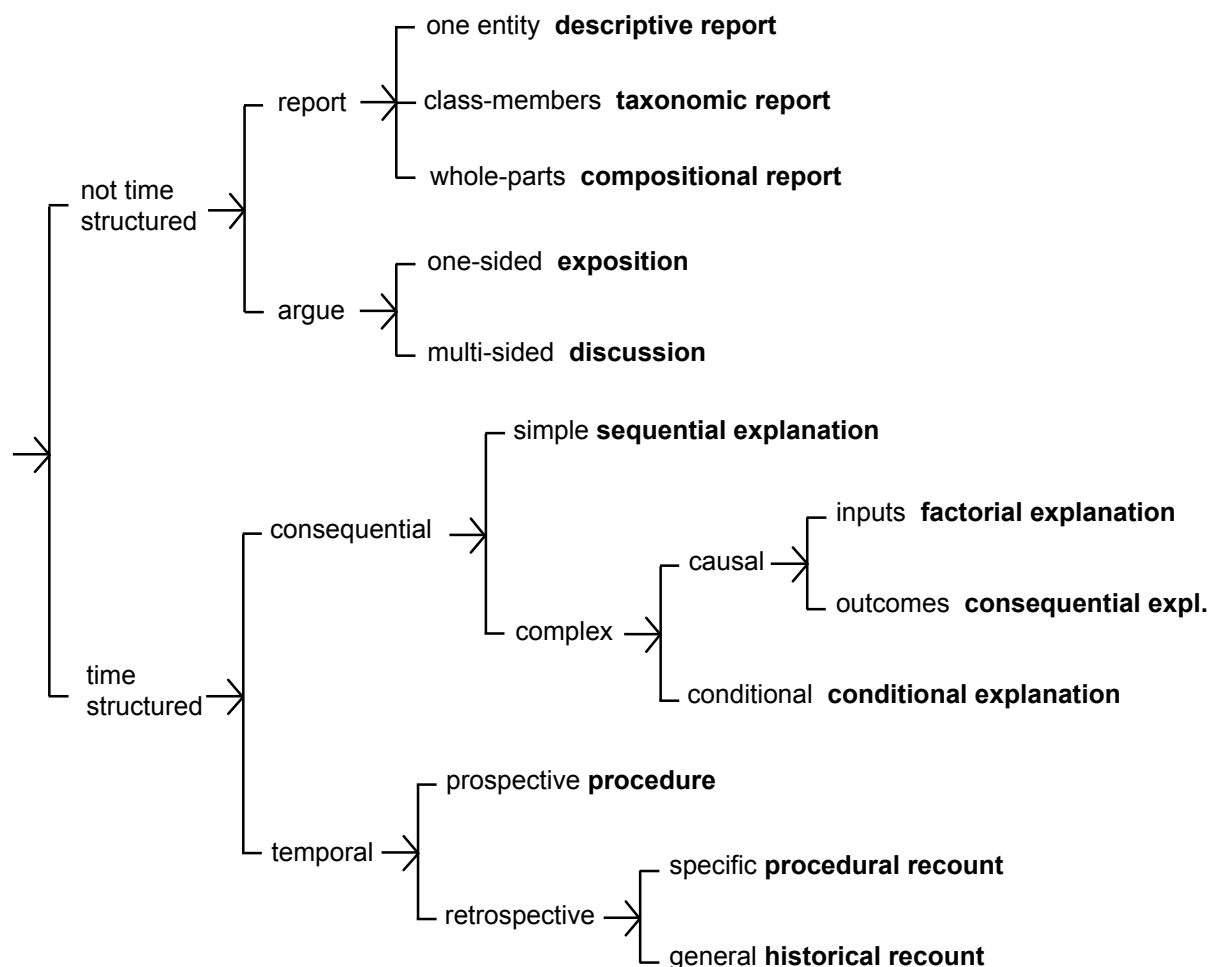 one entity descriptive report
class-members taxonomic report
report
whole-parts compositional report
not time
structured
one-sided exposition
argue
multi-sided discussion
simple sequential explanation
inputs factorial explanation
consequential
causal
outcomes consequential expl.
complex
time
structured
conditional conditional explanation
prospective procedure
temporal
specific procedural recount
retrospective
general historical recount